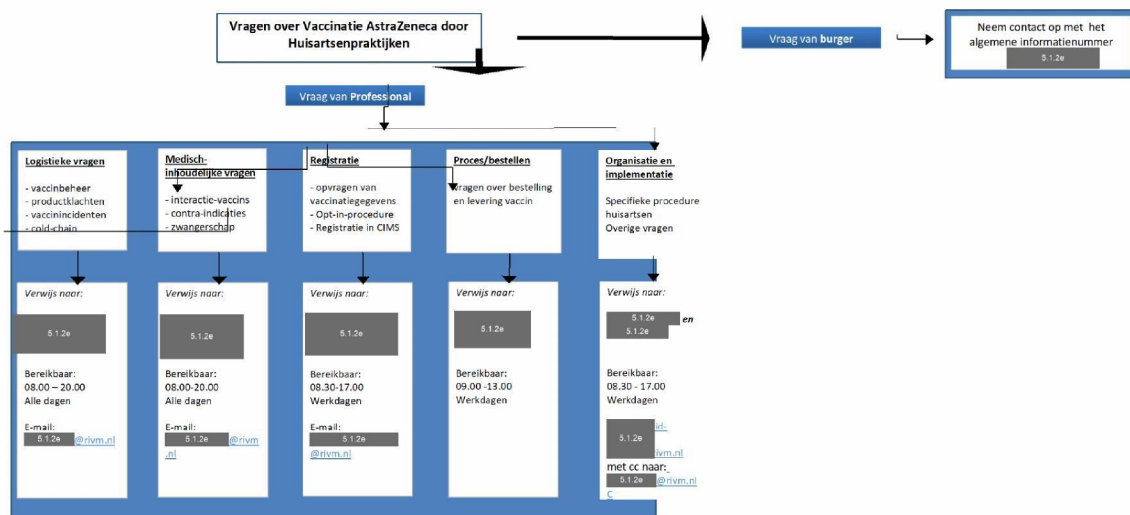 Vragen over Vaccinatie AstraZeneca door
Huisartsenpraktijken
Vraag van burger
Neem contact op met het
algemene informatienummer
5.1.2e
Vraag van Professional
Logistieke vragen
- vaccinbeheer
- productklachten
- vaccinincidenten
- cold-chain
Medisch-
inhoudelijke vragen
- interactie-vaccins
- contra-indicaties
- zwangerschap
Registratie
- opvragen van
vaccinatiegegevens
- Opt-in-procedure
- Registratie in CIMS
Proces/bestellen
Vragen over bestelling
en levering vaccin
Organisatie en
implementatie
Specifieke procedure
huisartsen
Overige vragen
Verwijs naar:
5.1.2e
Bereikbaar:
08.00 – 20.00
Alle dagen
E-mail:
5.1.2e @rivm.nl
Verwijs naar:
5.1.2e
Bereikbaar:
08.00-20.00
Alle dagen
E-mail:
5.1.2e @rivm
.nl
Verwijs naar:
5.1.2e
Bereikbaar:
08.30-17.00
Werkdagen
E-mail:
5.1.2e
@rivm.nl
Verwijs naar:
5.1.2e
Bereikbaar:
09.00 -13.00
Werkdagen
Verwijs naar:
5.1.2e en
5.1.2e
Bereikbaar:
08.30 - 17.00
Werkdagen
id-
5.1.2e
ivm.nl
met cc naar:
5.1.2e @rivm.nl
C